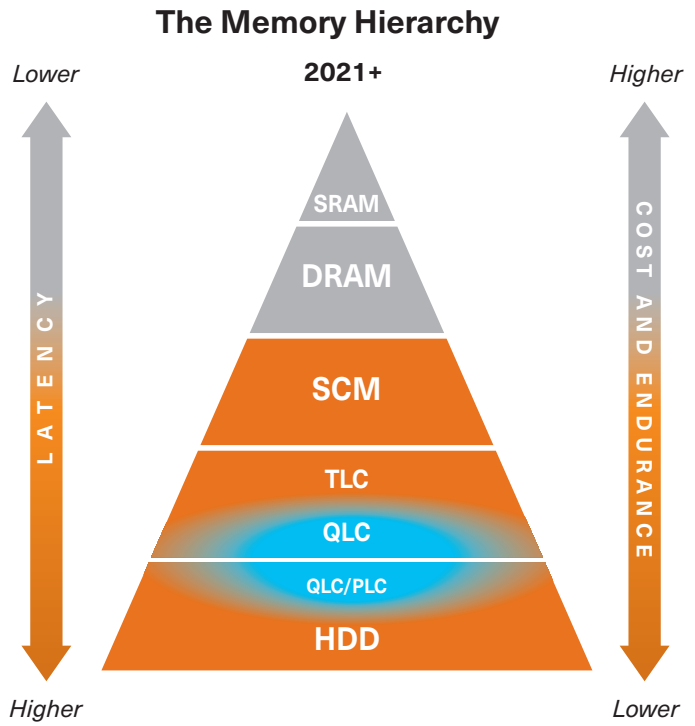 The Memory Hierarchy
Lower
2021+
Higher
SRAM
DRAM
SCM
TLC
QLC
QLC/PLC
HDD
LATENCY
COST AND ENDURANCE
Higher
Lower